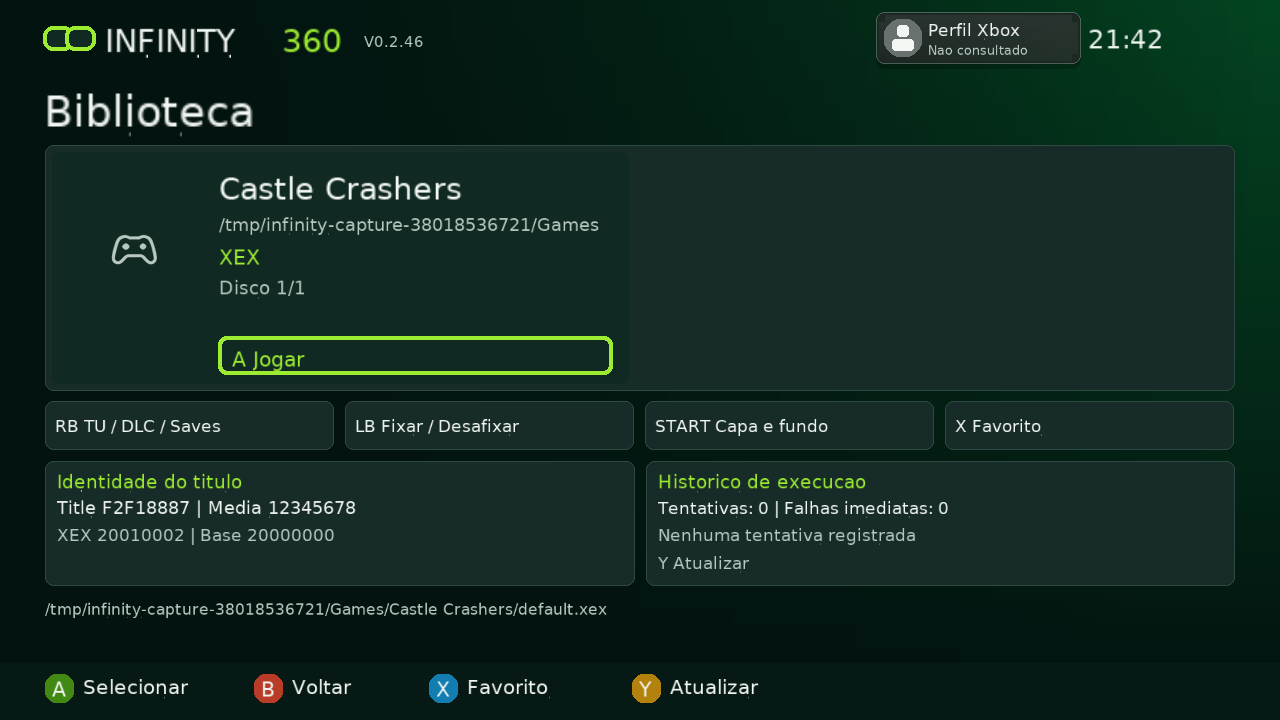 INFINITY 360 V0.2.46
Perfil Xbox
Nao consultado
21:42
Biblioteca
Castle Crashers
/tmp/infinity-capture-38018536721/Games
XEX
Disco 1/1
A Jogar
RB TU / DLC / Saves
LB Fixar / Desafixar
START Capa e fundo
X Favorito
Identidade do titulo
Title F2F18887 | Media 12345678
XEX 20010002 | Base 20000000
Historico de execucao
Tentativas: 0 | Falhas imediatas: 0
Nenhuma tentativa registrada
Y Atualizar
/tmp/infinity-capture-38018536721/Games/Castle Crashers/default.xex
A Selecionar
B Voltar
X Favorito
Y Atualizar